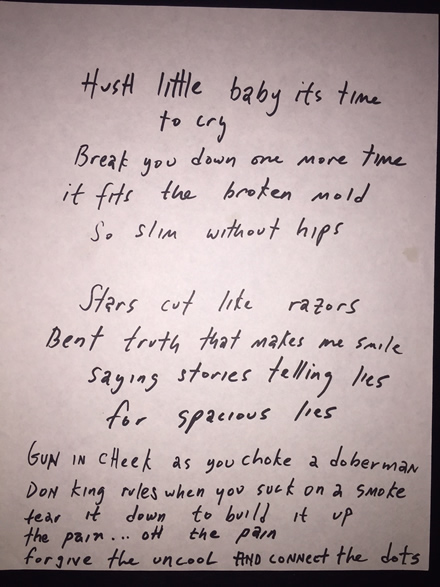 HusH little baby its time
to cry
Break you down one more time
it fits the broken mold
So slim without hips
Stars cut like razors
Bent truth that makes me smile
saying stories telling lies
for spacious lies
GUN IN CHeek as you choke a doberman
DON King rules when you suck on a smoke
tear it down to build it up
the pain... oH the pain
forgive the uncool AND CONNECT the dots